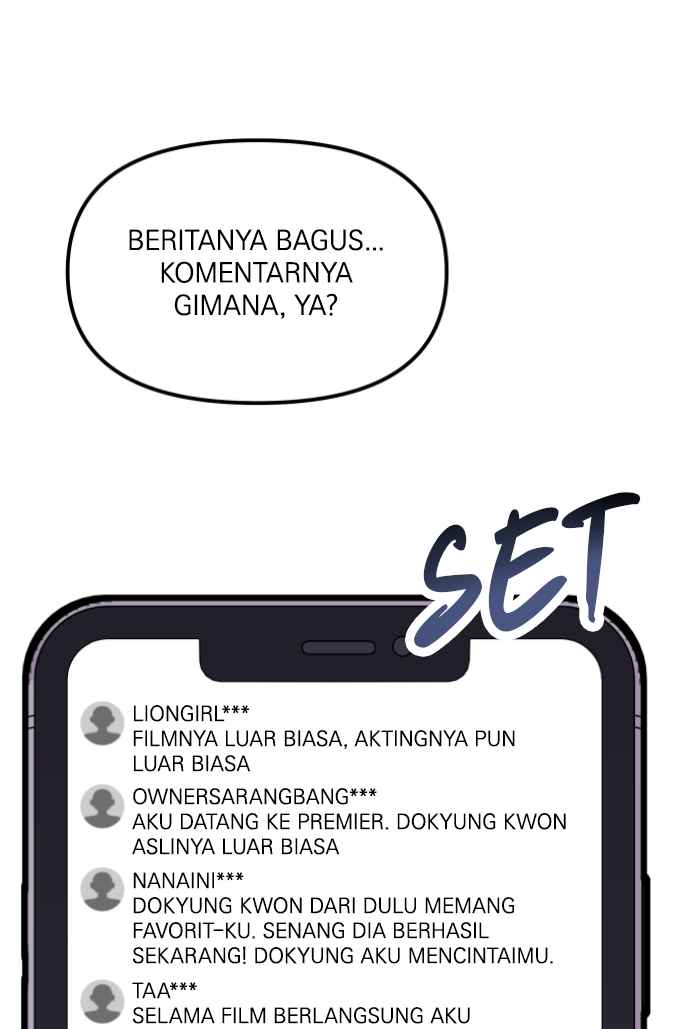 BERITANYA BAGUS...
KOMENTARNYA
GIMANA, YA?
SET
LIONGIRL***
FILMNYA LUAR BIASA, AKTINGNYA PUN
LUAR BIASA
OWNERSARANGBANG***
AKU DATANG KE PREMIER. DOKYUNG KWON
ASLINYA LUAR BIASA
NANAINI***
DOKYUNG KWON DARI DULU MEMANG
FAVORIT-KU. SENANG DIA BERHASIL
SEKARANG! DOKYUNG AKU MENCINTAIMU.
TAA***
SELAMA FILM BERLANGSUNG AKU